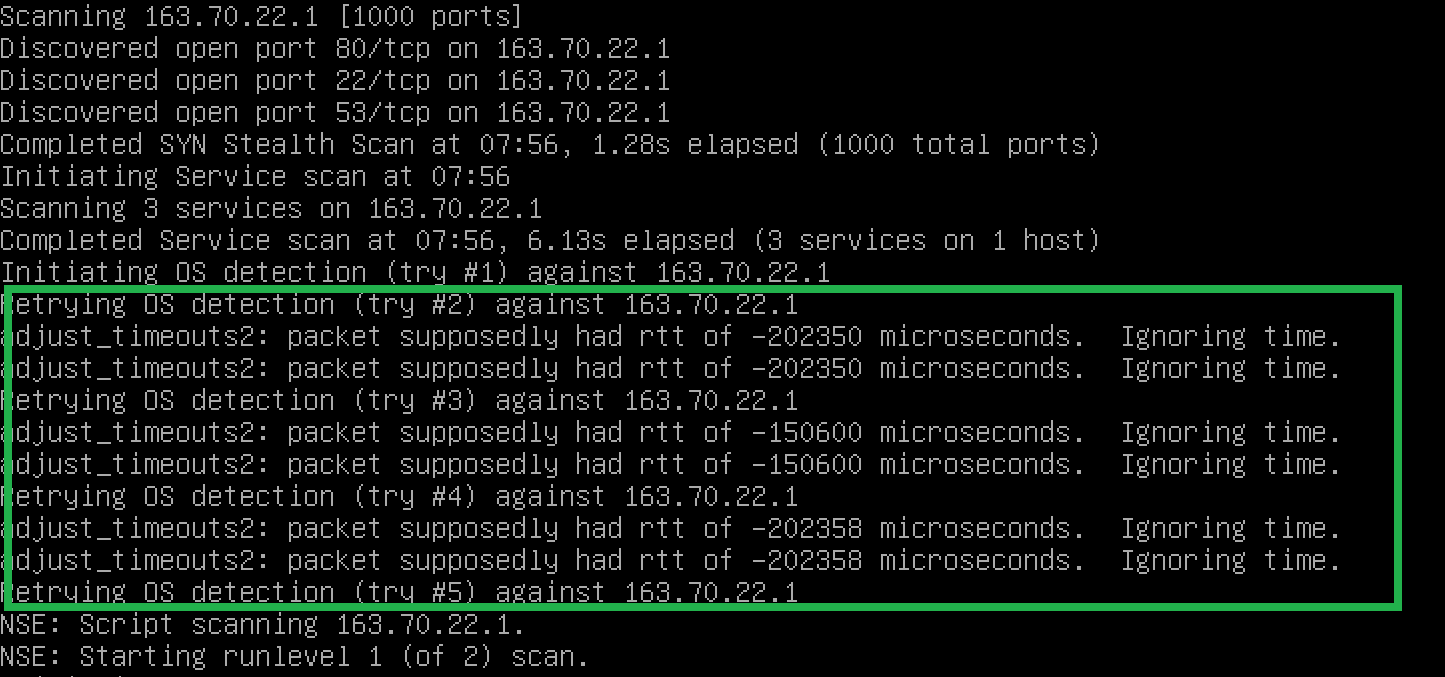 Scanning 163.70.22.1 [1000 ports]
Discovered open port 80/tcp on 163.70.22.1
Discovered open port 22/tcp on 163.70.22.1
Discovered open port 53/tcp on 163.70.22.1
Completed SYN Stealth Scan at 07:56, 1.28s elapsed (1000 total ports)
Initiating Service scan at 07:56
Scanning 3 services on 163.70.22.1
Completed Service scan at 07:56, 6.13s elapsed (3 services on 1 host)
Initiating OS detection (try #1) against 163.70.22.1
Retrying OS detection (try #2) against 163.70.22.1
adjust_timeouts2: packet supposedly had rtt of -202350 microseconds.  Ignoring time.
adjust_timeouts2: packet supposedly had rtt of -202350 microseconds.  Ignoring time.
Retrying OS detection (try #3) against 163.70.22.1
adjust_timeouts2: packet supposedly had rtt of -150600 microseconds.  Ignoring time.
adjust_timeouts2: packet supposedly had rtt of -150600 microseconds.  Ignoring time.
Retrying OS detection (try #4) against 163.70.22.1
adjust_timeouts2: packet supposedly had rtt of -202358 microseconds.  Ignoring time.
adjust_timeouts2: packet supposedly had rtt of -202358 microseconds.  Ignoring time.
Retrying OS detection (try #5) against 163.70.22.1
NSE: Script scanning 163.70.22.1.
NSE: Starting runlevel 1 (of 2) scan.